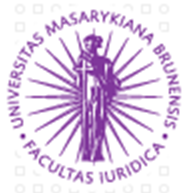 UNIVERSITAS MASARYKIANA BRUNENSIS
• FACULTAS IURIDICA •